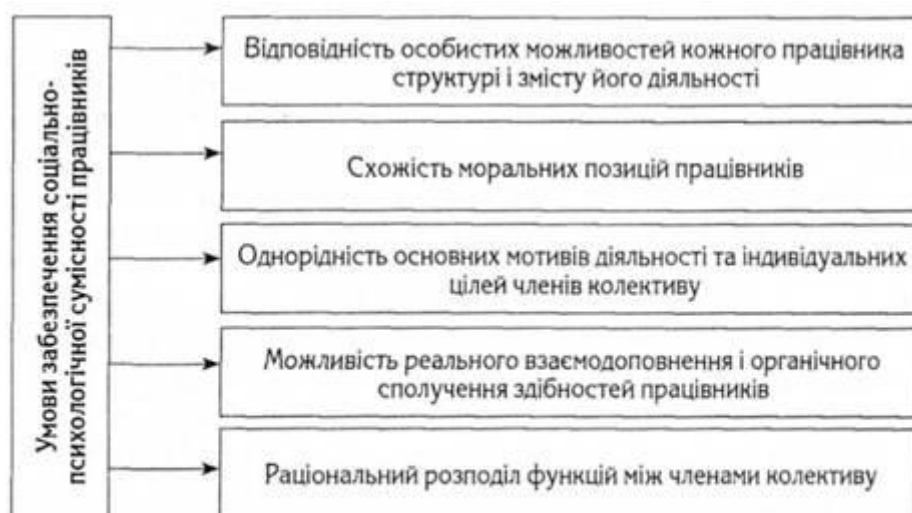 Умови забезпечення соціально-
психологічної сумісності працівників
Відповідність особистих можливостей кожного працівника
структурі і змісту його діяльності
Схожість моральних позицій працівників
Однорідність основних мотивів діяльності та індивідуальних
цілей членів колективу
Можливість реального взаємодоповнення і органічного
сполучення здібностей працівників
Раціональний розподіл функцій між членами колективу